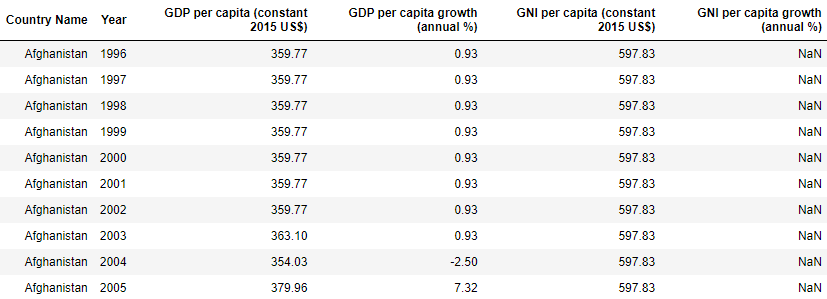 Country Name Year GDP per capita (constant 2015 US$) GDP per capita growth (annual %) GNI per capita (constant 2015 US$) GNI per capita growth (annual %)
Afghanistan 1996 359.77 0.93 597.83 NaN
Afghanistan 1997 359.77 0.93 597.83 NaN
Afghanistan 1998 359.77 0.93 597.83 NaN
Afghanistan 1999 359.77 0.93 597.83 NaN
Afghanistan 2000 359.77 0.93 597.83 NaN
Afghanistan 2001 359.77 0.93 597.83 NaN
Afghanistan 2002 359.77 0.93 597.83 NaN
Afghanistan 2003 363.10 0.93 597.83 NaN
Afghanistan 2004 354.03 -2.50 597.83 NaN
Afghanistan 2005 379.96 7.32 597.83 NaN